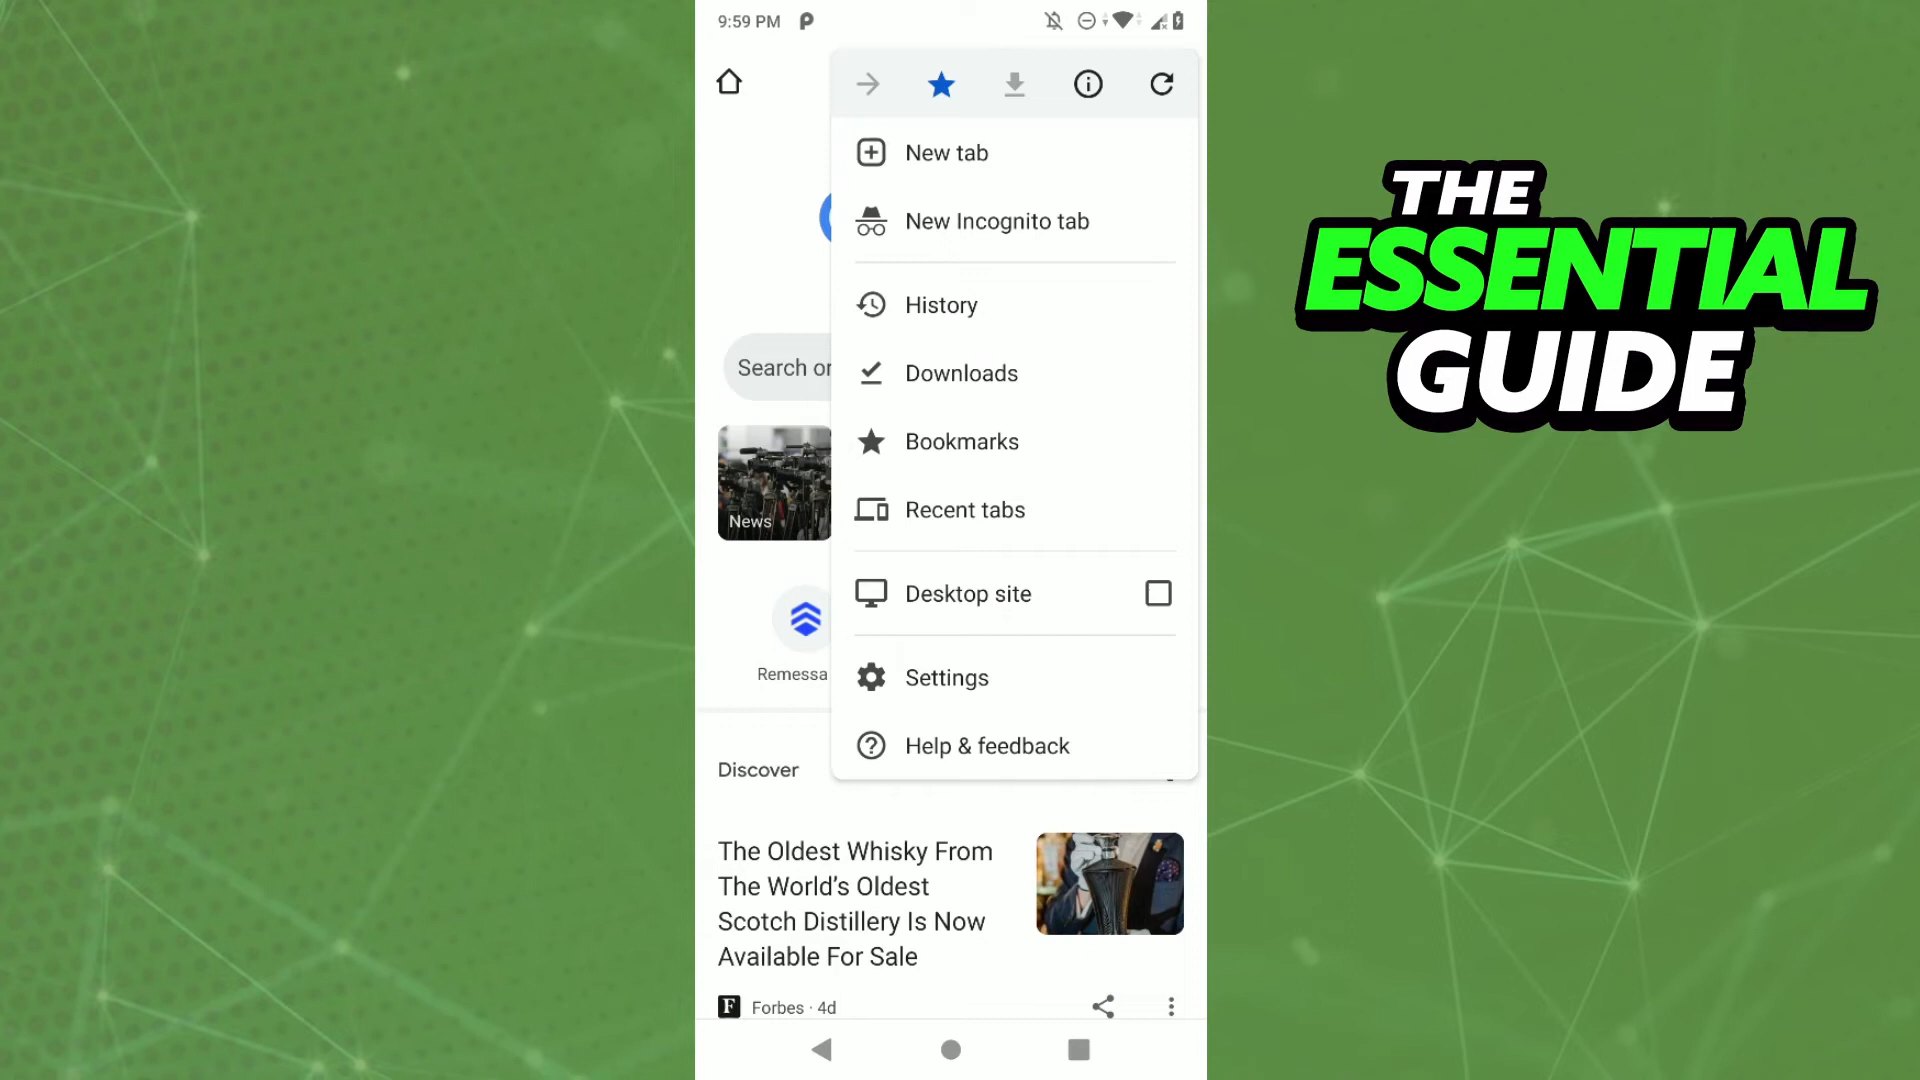 9:59 PM
New tab
New Incognito tab
History
Downloads
Bookmarks
Recent tabs
Desktop site
Settings
Help & feedback
Search or
News
Remessa
Discover
The Oldest Whisky From
The World’s Oldest
Scotch Distillery Is Now
Available For Sale
F Forbes · 4d
THE
ESSENTIAL
GUIDE